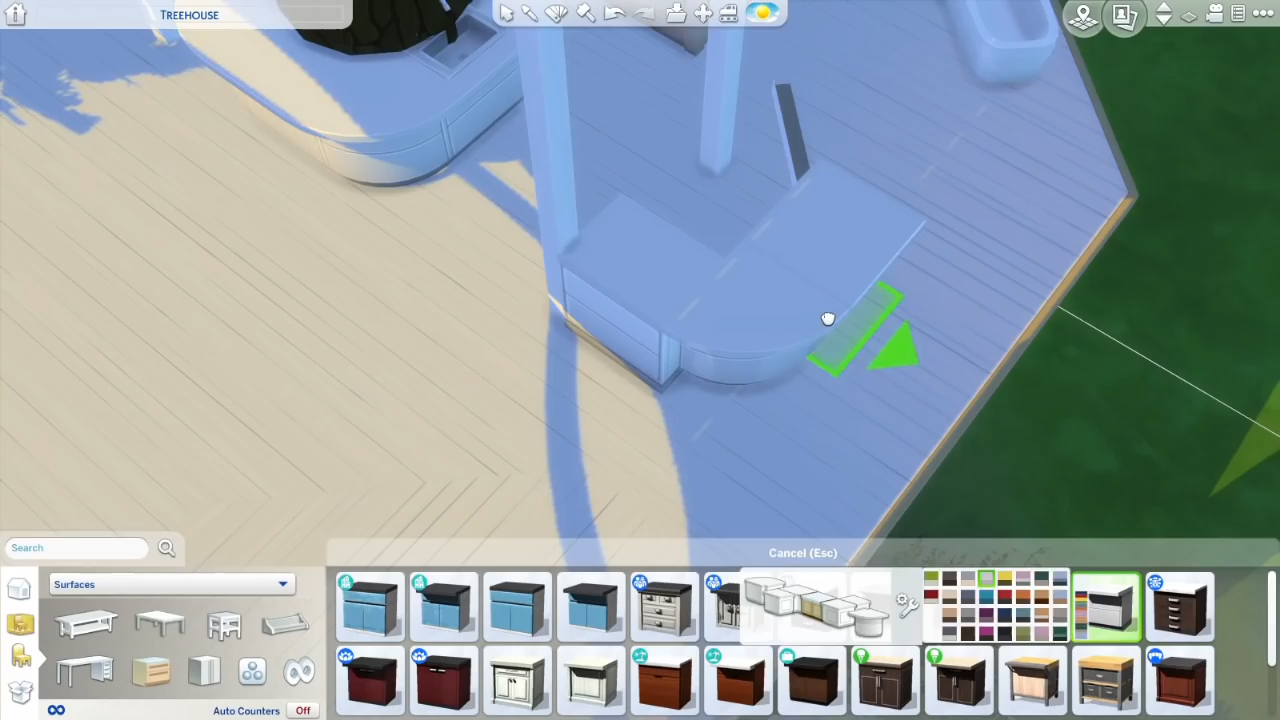 TREEHOUSE
Cancel (Esc)
Search
Surfaces
Auto Counters Off